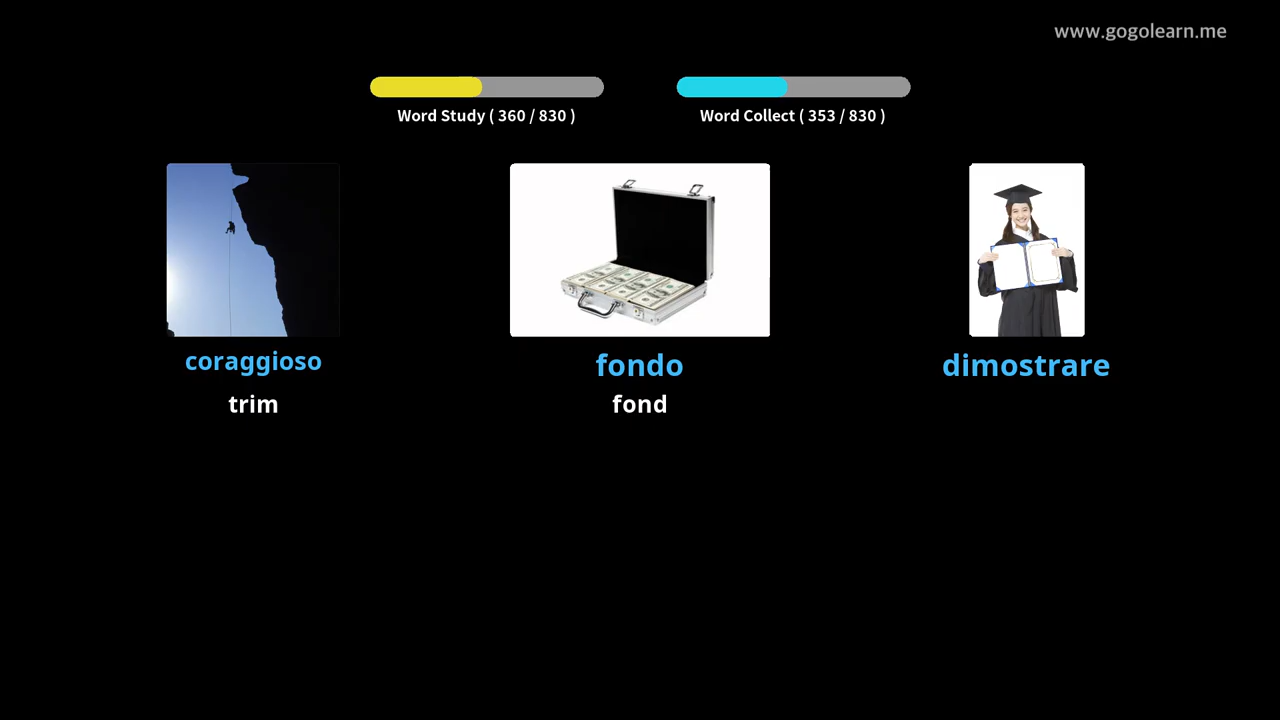 www.gogolearn.me
Word Study ( 360 / 830 )
Word Collect ( 353 / 830 )
coraggioso
fondo
dimostrare
trim
fond